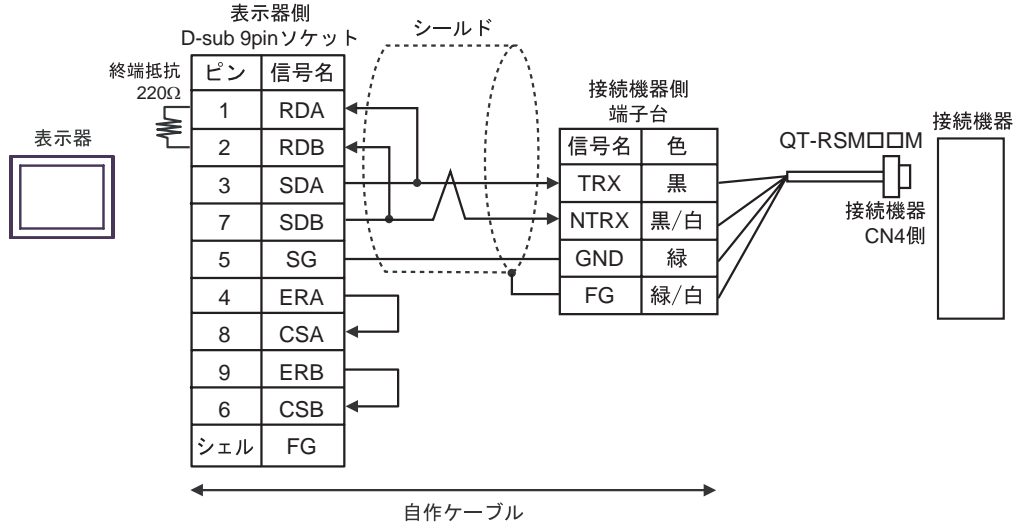 表示器側
D-sub 9pinソケット
シールド
終端抵抗
220Ω
ピン 信号名
1 RDA
2 RDB
3 SDA
7 SDB
5 SG
4 ERA
8 CSA
9 ERB
6 CSB
シェル FG
表示器
接続機器側
端子台
信号名 色
TRX 黒
NTRX 黒/白
GND 緑
FG 緑/白
QT-RSM□□M
接続機器
CN4側
接続機器
自作ケーブル